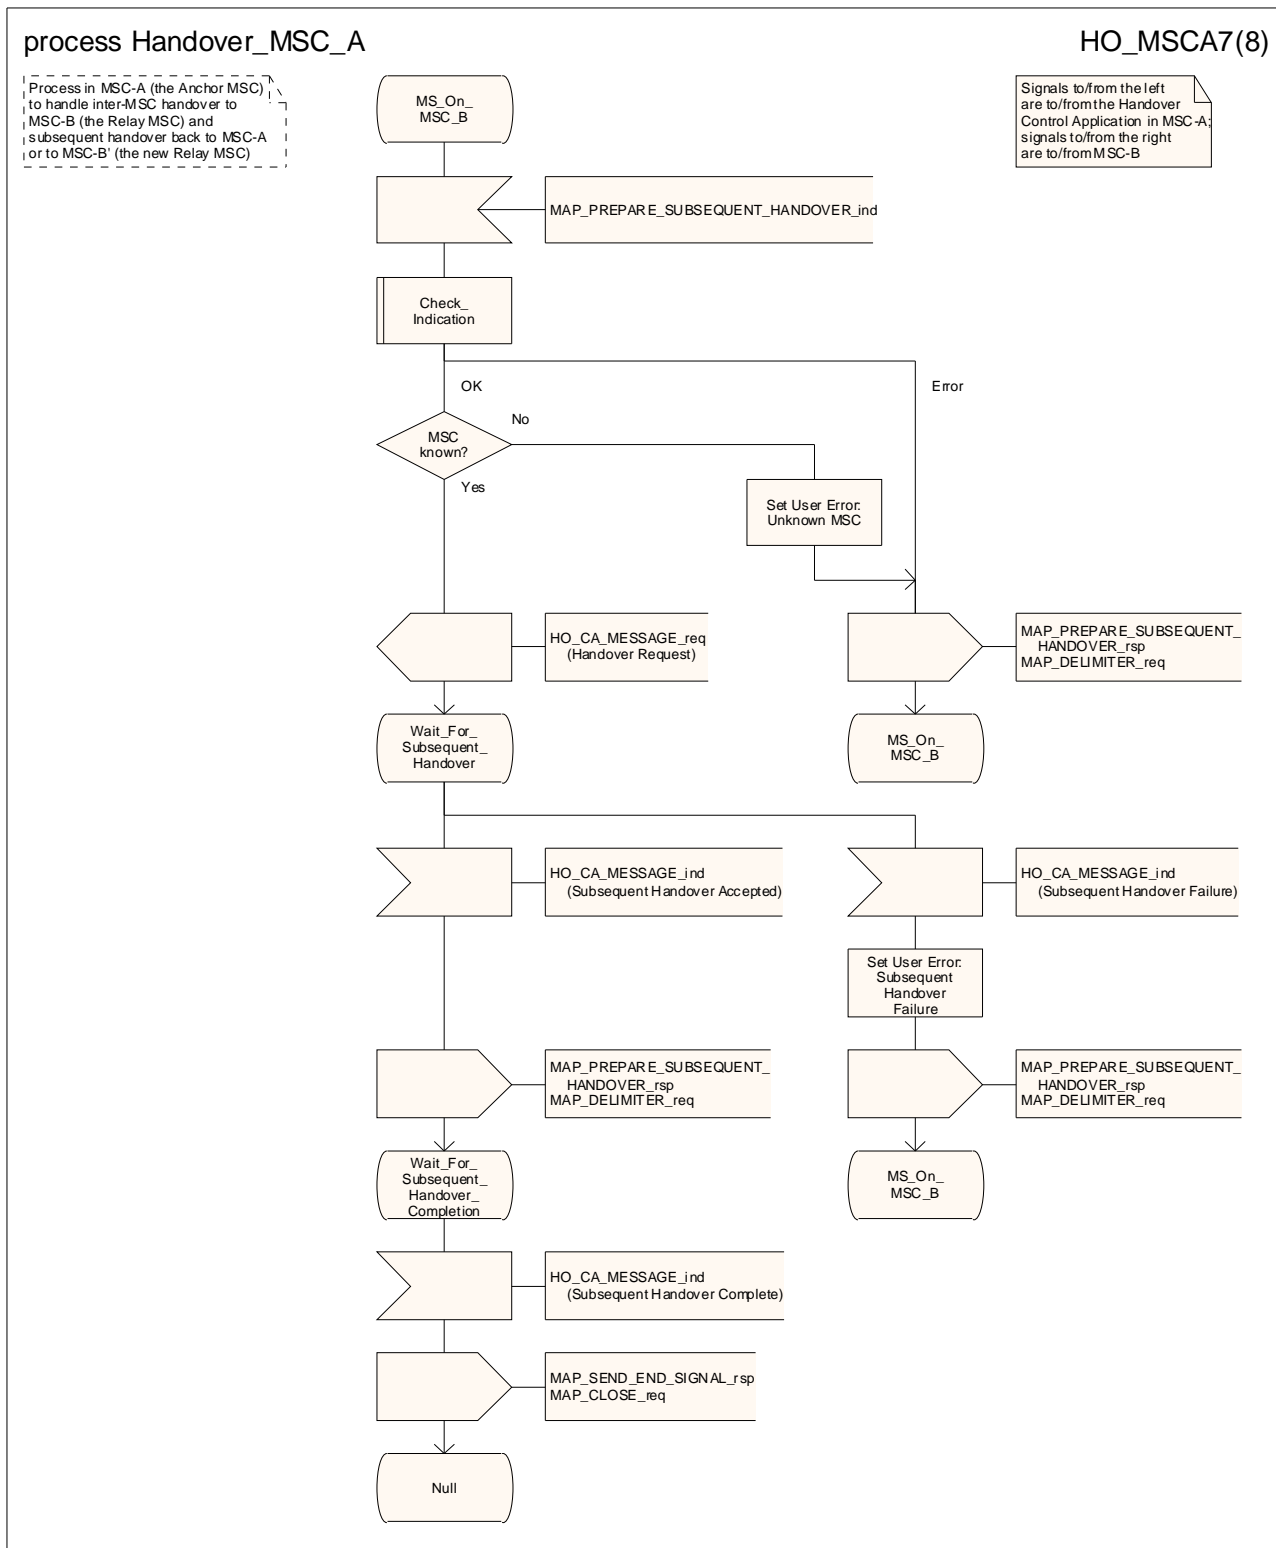 process Handover_MSC_A
HO_MSCA7(8)
Process in MSC-A (the Anchor MSC)
to handle inter-MSC handover to
MSC-B (the Relay MSC) and
subsequent handover back to MSC-A
or to MSC-B' (the new Relay MSC)
MS_On_
MSC_B
Signals to/from the left
are to/from the Handover
Control Application in MSC-A;
signals to/from the right
are to/from MSC-B
MAP_PREPARE_SUBSEQUENT_HANDOVER_ind
Check_
Indication
OK
Error
No
MSC
known?
Yes
Set User Error:
Unknown MSC
HO_CA_MESSAGE_req
(Handover Request)
MAP_PREPARE_SUBSEQUENT_
HANDOVER_rsp
MAP_DELIMITER_req
Wait_For_
Subsequent_
Handover
MS_On_
MSC_B
HO_CA_MESSAGE_ind
(Subsequent Handover Accepted)
HO_CA_MESSAGE_ind
(Subsequent Handover Failure)
Set User Error:
Subsequent
Handover
Failure
MAP_PREPARE_SUBSEQUENT_
HANDOVER_rsp
MAP_DELIMITER_req
MAP_PREPARE_SUBSEQUENT_
HANDOVER_rsp
MAP_DELIMITER_req
Wait_For_
Subsequent_
Handover_
Completion
MS_On_
MSC_B
HO_CA_MESSAGE_ind
(Subsequent Handover Complete)
MAP_SEND_END_SIGNAL_rsp
MAP_CLOSE_req
Null